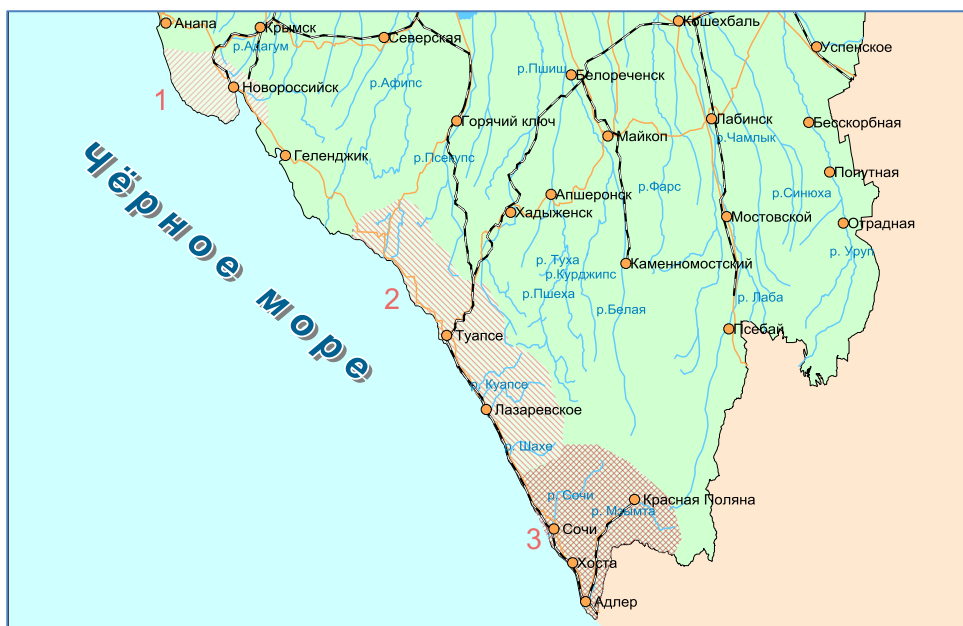 Анапа
Крымск
Северская
Кошехбаль
Успенское
р.Адагум
р.Афипс
р.Пшиш
Белореченск
Новороссийск
1
Горячий ключ
Лабинск
Бесскорбная
Майкоп
р.Чамлык
Геленджик
р.Псекупс
Попутная
р.Фарс
р.Синюха
Апшеронск
Хадыженск
Мостовской
Отрадная
Чёрное море
р. Уруп
р. Туха
р.Курджипс
Каменномостский
2
р.Пшеха
р. Лаба
р.Белая
Туапсе
Псебай
р. Куапсе
Лазаревское
р. Шахе
р. Сочи
Красная Поляна
р. Мзымта
3
Сочи
Хоста
Адлер